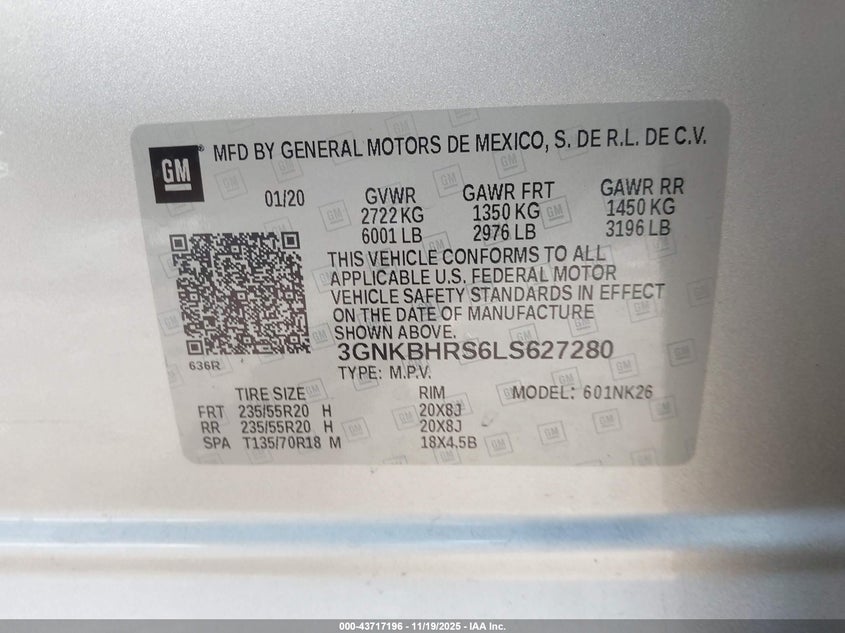 GM
MFD BY GENERAL MOTORS DE MEXICO, S. DE R.L. DE C.V.
01/20 GVWR GAWR FRT GAWR RR
2722 KG 1350 KG 1450 KG
6001 LB 2976 LB 3196 LB
THIS VEHICLE CONFORMS TO ALL
APPLICABLE U.S. FEDERAL MOTOR
VEHICLE SAFETY STANDARDS IN EFFECT
ON THE DATE OF MANUFACTURE
SHOWN ABOVE.
3GNKBHRS6LS627280
636R
TYPE: M.P.V.
TIRE SIZE RIM MODEL: 601NK26
FRT 235/55R20 H 20X8J
RR 235/55R20 H 20X8J
SPA T135/70R18 M 18X4.5B
000-43717196 - 11/19/2025 - IAA Inc.